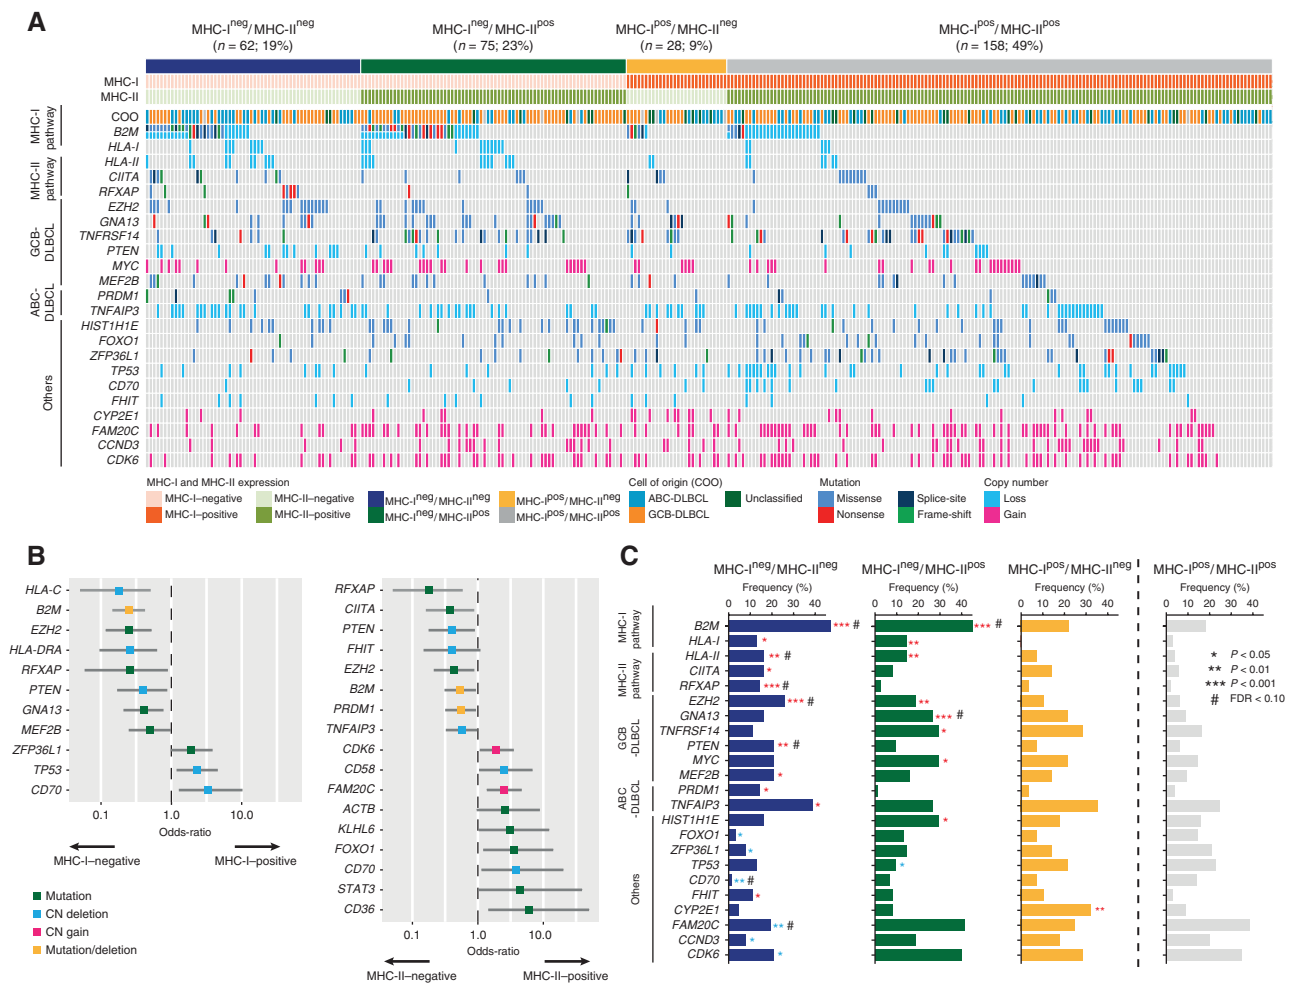 A
MHC-I^neg/MHC-II^neg
(n = 62; 19%)
MHC-I^neg/MHC-II^pos
(n = 75; 23%)
MHC-I^pos/MHC-II^neg
(n = 28; 9%)
MHC-I^pos/MHC-II^pos
(n = 158; 49%)
MHC-I
MHC-II
COO
B2M
HLA-I
HLA-II
CIITA
RFXAP
EZH2
GNA13
TNFRSF14
PTEN
MYC
MEF2B
PRDM1
TNFAIP3
HIST1H1E
FOXO1
ZFP36L1
TP53
CD70
FHIT
CYP2E1
FAM20C
CCND3
CDK6
MHC-I
pathway
MHC-II
pathway
GCB-
DLBCL
ABC-
DLBCL
Others
MHC-I and MHC-II expression
MHC-I–negative
MHC-I–positive
MHC-II–negative
MHC-II–positive
MHC-I^neg/MHC-II^neg
MHC-I^neg/MHC-II^pos
MHC-I^pos/MHC-II^neg
MHC-I^pos/MHC-II^pos
Cell of origin (COO)
ABC-DLBCL
GCB-DLBCL
Unclassified
Mutation
Missense
Nonsense
Splice-site
Frame-shift
Copy number
Loss
Gain
B
HLA-C
B2M
EZH2
HLA-DRA
RFXAP
PTEN
GNA13
MEF2B
ZFP36L1
TP53
CD70
0.1 1.0 10.0
Odds-ratio
MHC-I–negative
MHC-I–positive
Mutation
CN deletion
CN gain
Mutation/deletion
RFXAP
CIITA
PTEN
FHIT
EZH2
B2M
PRDM1
TNFAIP3
CDK6
CD58
FAM20C
ACTB
KLHL6
FOXO1
CD70
STAT3
CD36
0.1 1.0 10.0
Odds-ratio
MHC-II–negative
MHC-II–positive
C
MHC-I^neg/MHC-II^neg
MHC-I^neg/MHC-II^pos
MHC-I^pos/MHC-II^neg
MHC-I^pos/MHC-II^pos
Frequency (%)
Frequency (%)
Frequency (%)
Frequency (%)
0 10 20 30 40
0 10 20 30 40
0 10 20 30 40
0 10 20 30 40
MHC-I
pathway
MHC-II
pathway
GCB
-DLBCL
ABC
-DLBCL
Others
B2M *** # *** #
HLA-I * **
HLA-II ** # **
CIITA *
RFXAP *** #
EZH2 *** # **
GNA13 *** #
TNFRSF14 *
PTEN ** #
MYC *
MEF2B *
PRDM1 *
TNFAIP3 *
HIST1H1E *
FOXO1 *
ZFP36L1 *
TP53 *
CD70 ** #
FHIT *
CYP2E1 **
FAM20C ** #
CCND3 *
CDK6 *
* P < 0.05
** P < 0.01
*** P < 0.001
# FDR < 0.10